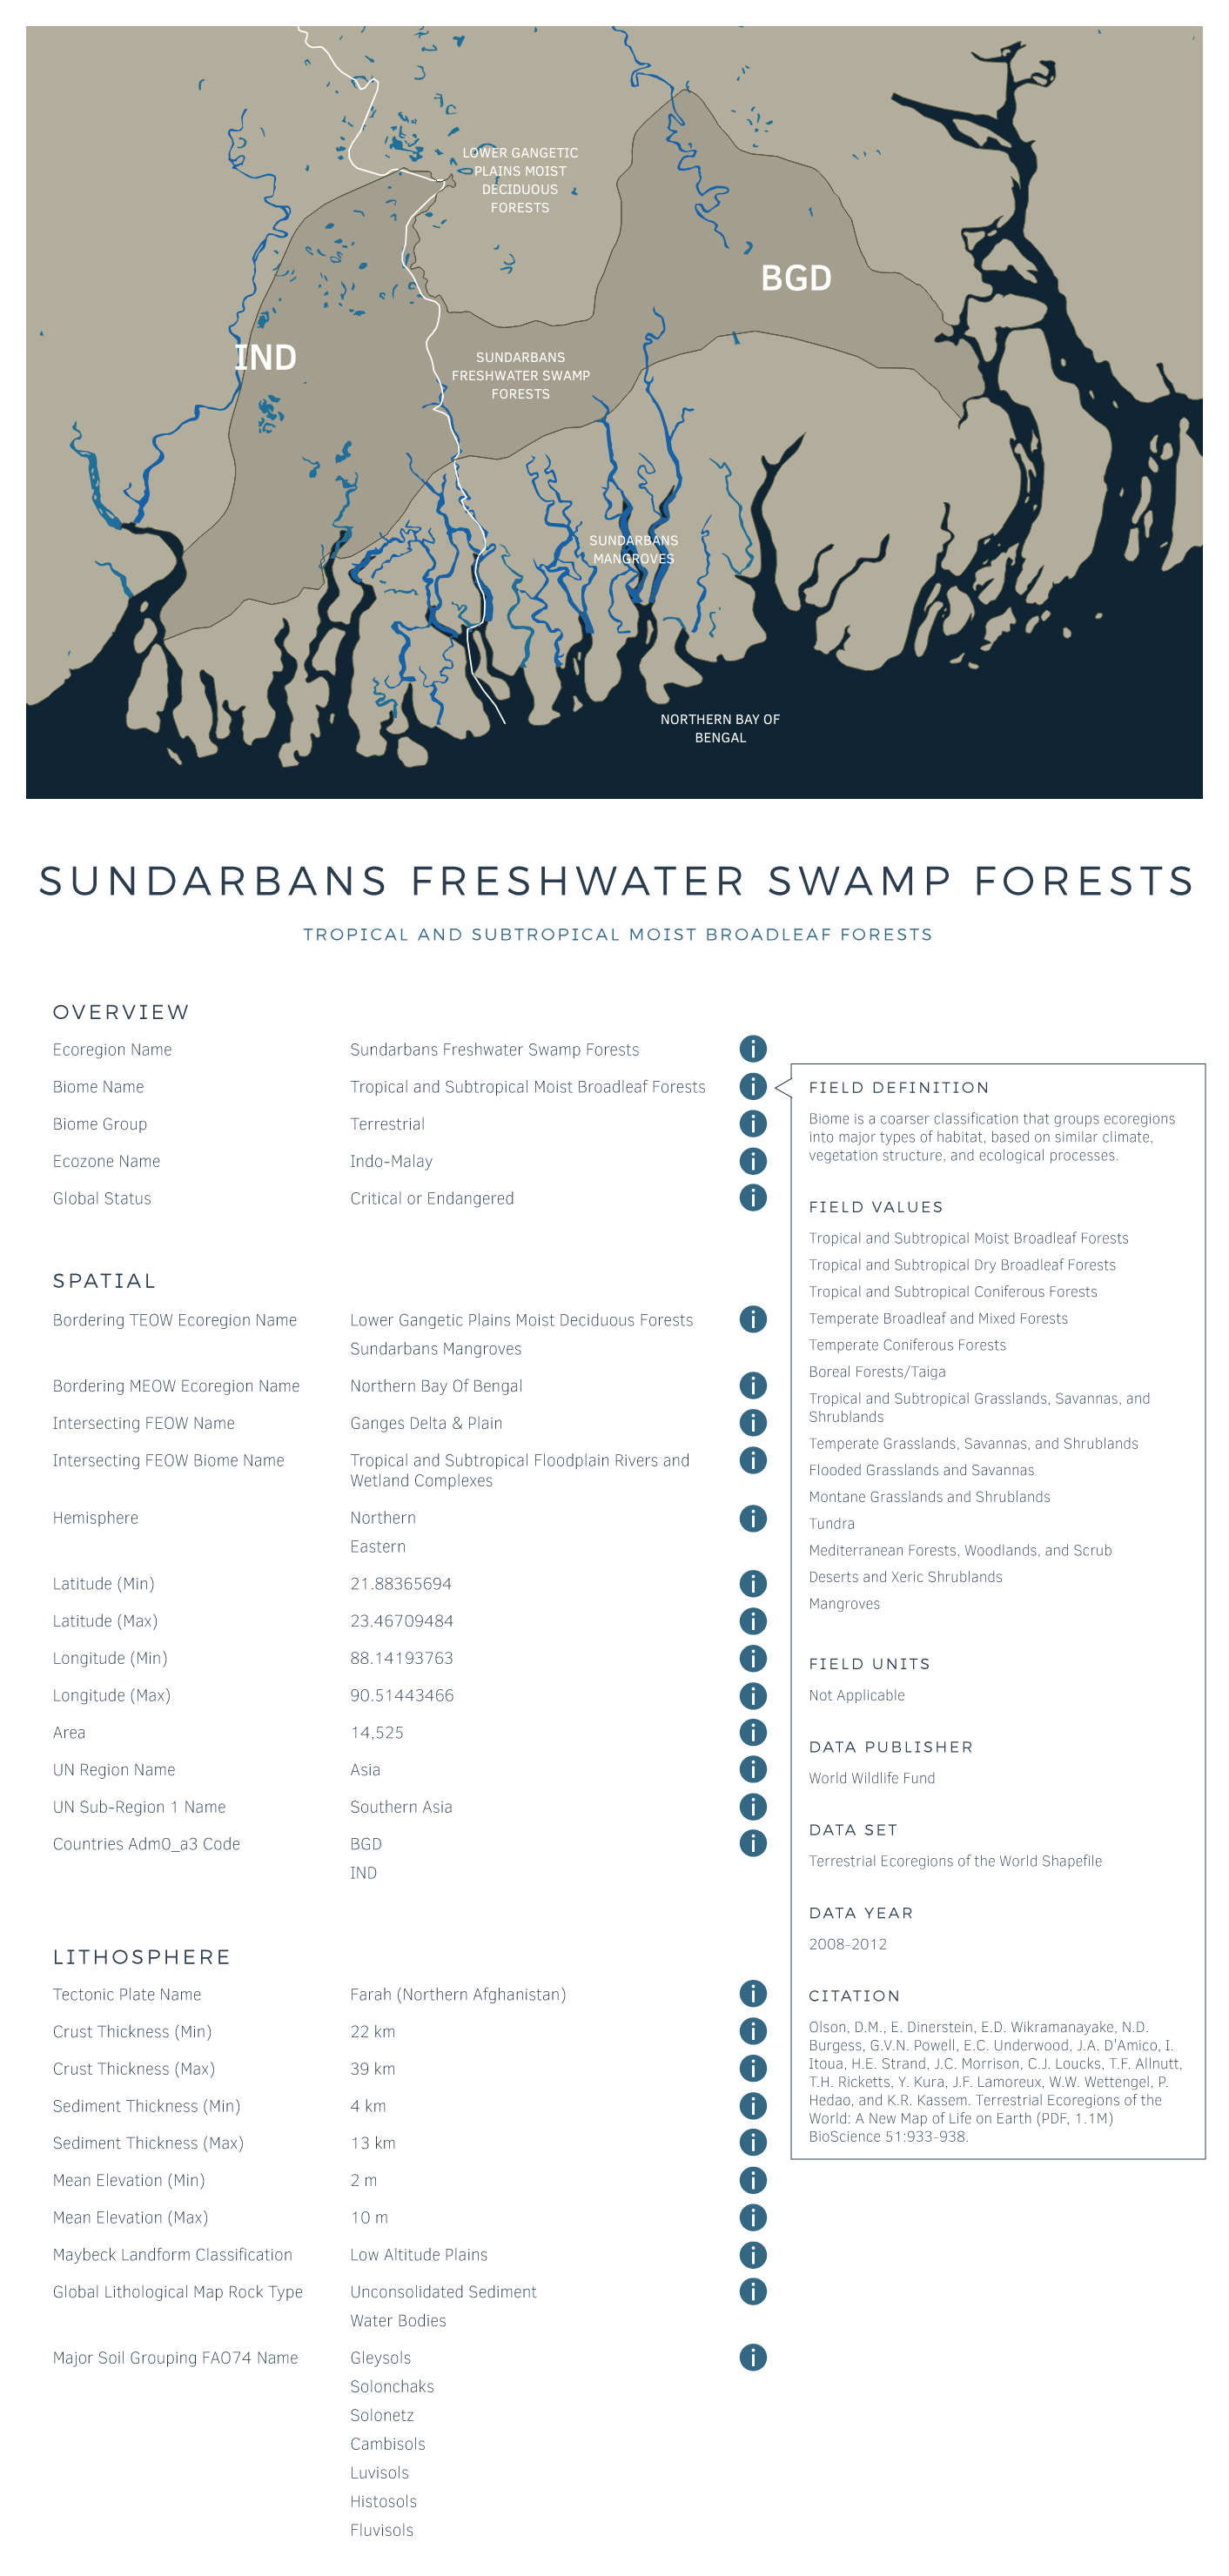 LOWER GANGETIC
PLAINS MOIST
DECIDUOUS
FORESTS
BGD
IND
SUNDARBANS
FRESHWATER SWAMP
FORESTS
SUNDARBANS
MANGROVES
NORTHERN BAY OF
BENGAL
SUNDARBANS FRESHWATER SWAMP FORESTS
TROPICAL AND SUBTROPICAL MOIST BROADLEAF FORESTS
OVERVIEW
Ecoregion Name Sundarbans Freshwater Swamp Forests i
Biome Name Tropical and Subtropical Moist Broadleaf Forests i
Biome Group Terrestrial i
Ecozone Name Indo-Malay i
Global Status Critical or Endangered i
SPATIAL
Bordering TEOW Ecoregion Name Lower Gangetic Plains Moist Deciduous Forests i
Sundarbans Mangroves
Bordering MEOW Ecoregion Name Northern Bay Of Bengal i
Intersecting FEOW Name Ganges Delta & Plain i
Intersecting FEOW Biome Name Tropical and Subtropical Floodplain Rivers and i
Wetland Complexes
Hemisphere Northern i
Eastern
Latitude (Min) 21.88365694 i
Latitude (Max) 23.46709484 i
Longitude (Min) 88.14193763 i
Longitude (Max) 90.51443466 i
Area 14,525 i
UN Region Name Asia i
UN Sub-Region 1 Name Southern Asia i
Countries Adm0_a3 Code BGD i
IND
LITHOSPHERE
Tectonic Plate Name Farah (Northern Afghanistan) i
Crust Thickness (Min) 22 km i
Crust Thickness (Max) 39 km i
Sediment Thickness (Min) 4 km i
Sediment Thickness (Max) 13 km i
Mean Elevation (Min) 2 m i
Mean Elevation (Max) 10 m i
Maybeck Landform Classification Low Altitude Plains i
Global Lithological Map Rock Type Unconsolidated Sediment i
Water Bodies
Major Soil Grouping FAO74 Name Gleysols i
Solonchaks
Solonetz
Cambisols
Luvisols
Histosols
Fluvisols
FIELD DEFINITION
Biome is a coarser classification that groups ecoregions
into major types of habitat, based on similar climate,
vegetation structure, and ecological processes.
FIELD VALUES
Tropical and Subtropical Moist Broadleaf Forests
Tropical and Subtropical Dry Broadleaf Forests
Tropical and Subtropical Coniferous Forests
Temperate Broadleaf and Mixed Forests
Temperate Coniferous Forests
Boreal Forests/Taiga
Tropical and Subtropical Grasslands, Savannas, and
Shrublands
Temperate Grasslands, Savannas, and Shrublands
Flooded Grasslands and Savannas
Montane Grasslands and Shrublands
Tundra
Mediterranean Forests, Woodlands, and Scrub
Deserts and Xeric Shrublands
Mangroves
FIELD UNITS
Not Applicable
DATA PUBLISHER
World Wildlife Fund
DATA SET
Terrestrial Ecoregions of the World Shapefile
DATA YEAR
2008-2012
CITATION
Olson, D.M., E. Dinerstein, E.D. Wikramanayake, N.D.
Burgess, G.V.N. Powell, E.C. Underwood, J.A. D'Amico, I.
Itoua, H.E. Strand, J.C. Morrison, C.J. Loucks, T.F. Allnutt,
T.H. Ricketts, Y. Kura, J.F. Lamoreux, W.W. Wettengel, P.
Hedao, and K.R. Kassem. Terrestrial Ecoregions of the
World: A New Map of Life on Earth (PDF, 1.1M)
BioScience 51:933-938.